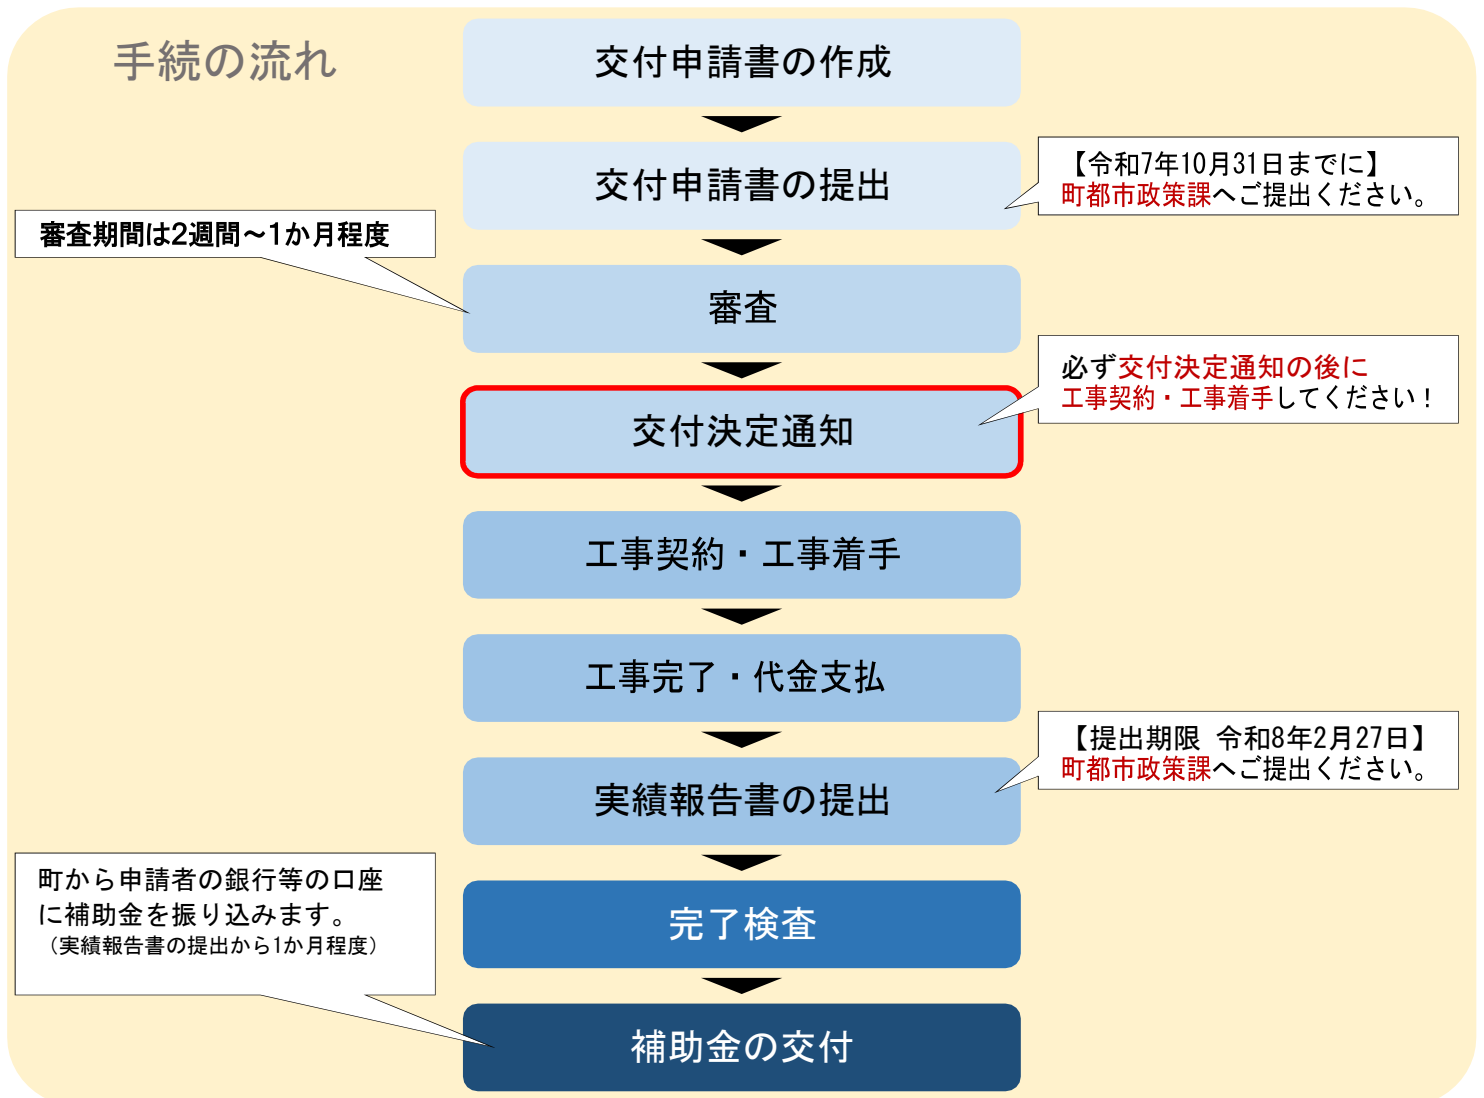 手続の流れ
交付申請書の作成
交付申請書の提出
【令和7年10月31日までに】
町都市政策課へご提出ください。
審査期間は2週間～1か月程度
審査
必ず交付決定通知の後に
工事契約・工事着手してください！
交付決定通知
工事契約・工事着手
工事完了・代金支払
【提出期限 令和8年2月27日】
町都市政策課へご提出ください。
実績報告書の提出
町から申請者の銀行等の口座
に補助金を振り込みます。
（実績報告書の提出から1か月程度）
完了検査
補助金の交付